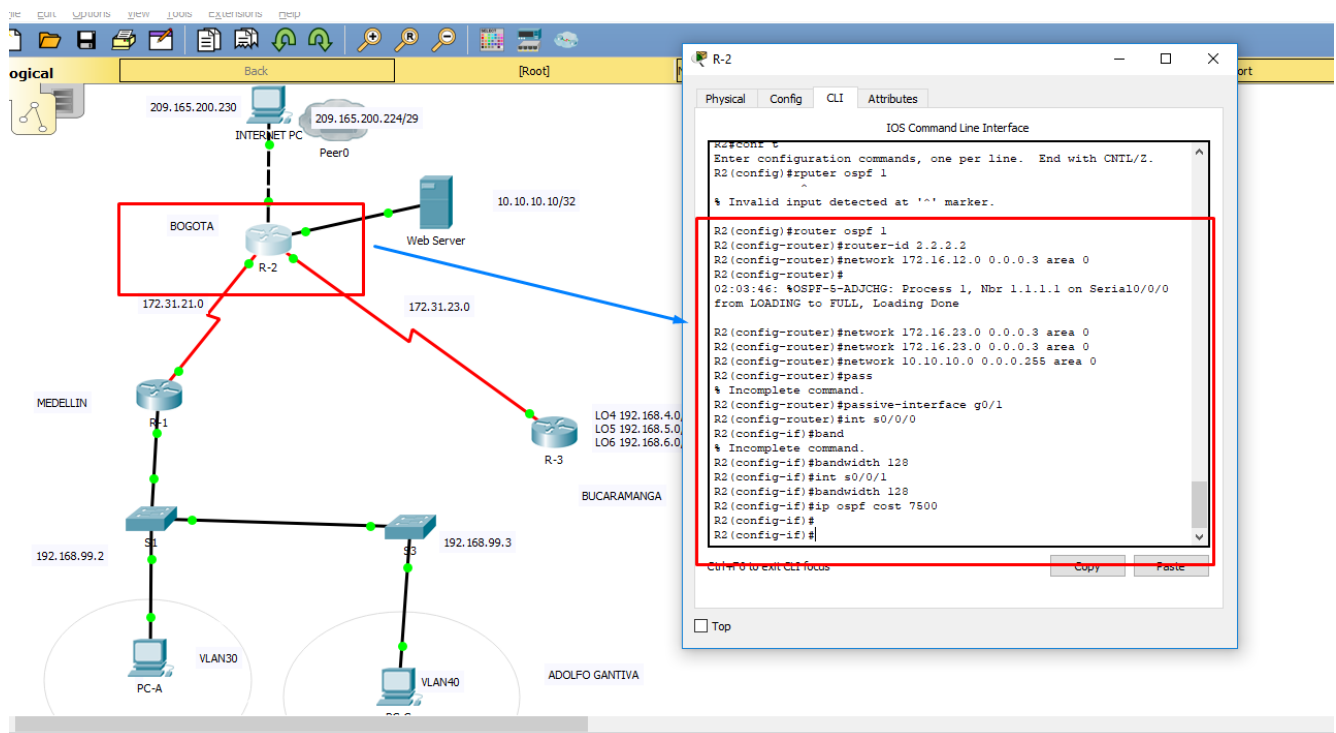 Edit Options View Tools Extensions Help
ogical
Back
[Root]
ort
209.165.200.230
209.165.200.224/29
INTERNET PC
Peer0
10.10.10.10/32
BOGOTA
Web Server
R-2
172.31.21.0
172.31.23.0
MEDELLIN
R-1
LO4 192.168.4.0,
LO5 192.168.5.0,
LO6 192.168.6.0,
R-3
BUCARAMANGA
S1
192.168.99.3
192.168.99.2
S3
VLAN30
ADOLFO GANTIVA
PC-A
VLAN40
R-2
Physical Config CLI Attributes
IOS Command Line Interface
R2#conf t
Enter configuration commands, one per line. End with CNTL/Z.
R2(config)#rputer ospf 1
^
% Invalid input detected at '^' marker.
R2(config)#router ospf 1
R2(config-router)#router-id 2.2.2.2
R2(config-router)#network 172.16.12.0 0.0.0.3 area 0
R2(config-router)#
02:03:46: %OSPF-5-ADJCHG: Process 1, Nbr 1.1.1.1 on Serial0/0/0
from LOADING to FULL, Loading Done
R2(config-router)#network 172.16.23.0 0.0.0.3 area 0
R2(config-router)#network 172.16.23.0 0.0.0.3 area 0
R2(config-router)#network 10.10.10.0 0.0.0.255 area 0
R2(config-router)#pass
% Incomplete command.
R2(config-router)#passive-interface g0/1
R2(config-router)#int s0/0/0
R2(config-if)#band
% Incomplete command.
R2(config-if)#bandwidth 128
R2(config-if)#int s0/0/1
R2(config-if)#bandwidth 128
R2(config-if)#ip ospf cost 7500
R2(config-if)#
R2(config-if)#
Ctrl+F6 to exit CLI focus
Copy Paste
Top